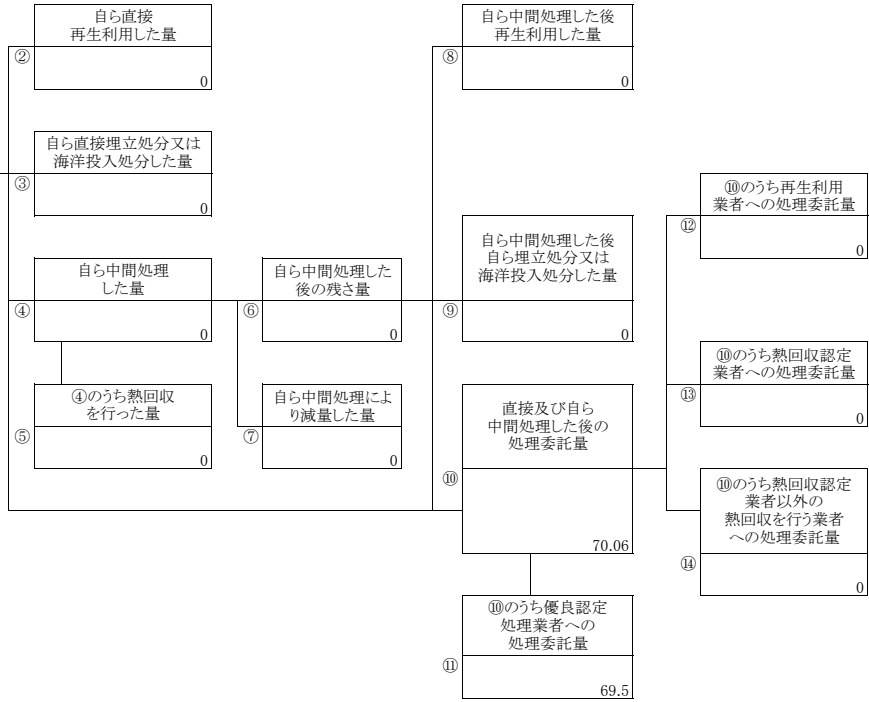 自ら直接
再生利用した量
②
0
自ら直接埋立処分又は
海洋投入処分した量
③
0
自ら中間処理
した量
④
0
④のうち熱回収
を行った量
⑤
0
自ら中間処理した
後の残さ量
⑥
0
自ら中間処理によ
り減量した量
⑦
0
自ら中間処理した後
再生利用した量
⑧
0
自ら中間処理した後
自ら埋立処分又は
海洋投入処分した量
⑨
0
直接及び自ら
中間処理した後の
処理委託量
⑩
70.06
⑩のうち優良認定
処理業者への
処理委託量
⑪
69.5
⑩のうち再生利用
業者への処理委託量
⑫
0
⑩のうち熱回収認定
業者への処理委託量
⑬
0
⑩のうち熱回収認定
業者以外の
熱回収を行う業者
への処理委託量
⑭
0